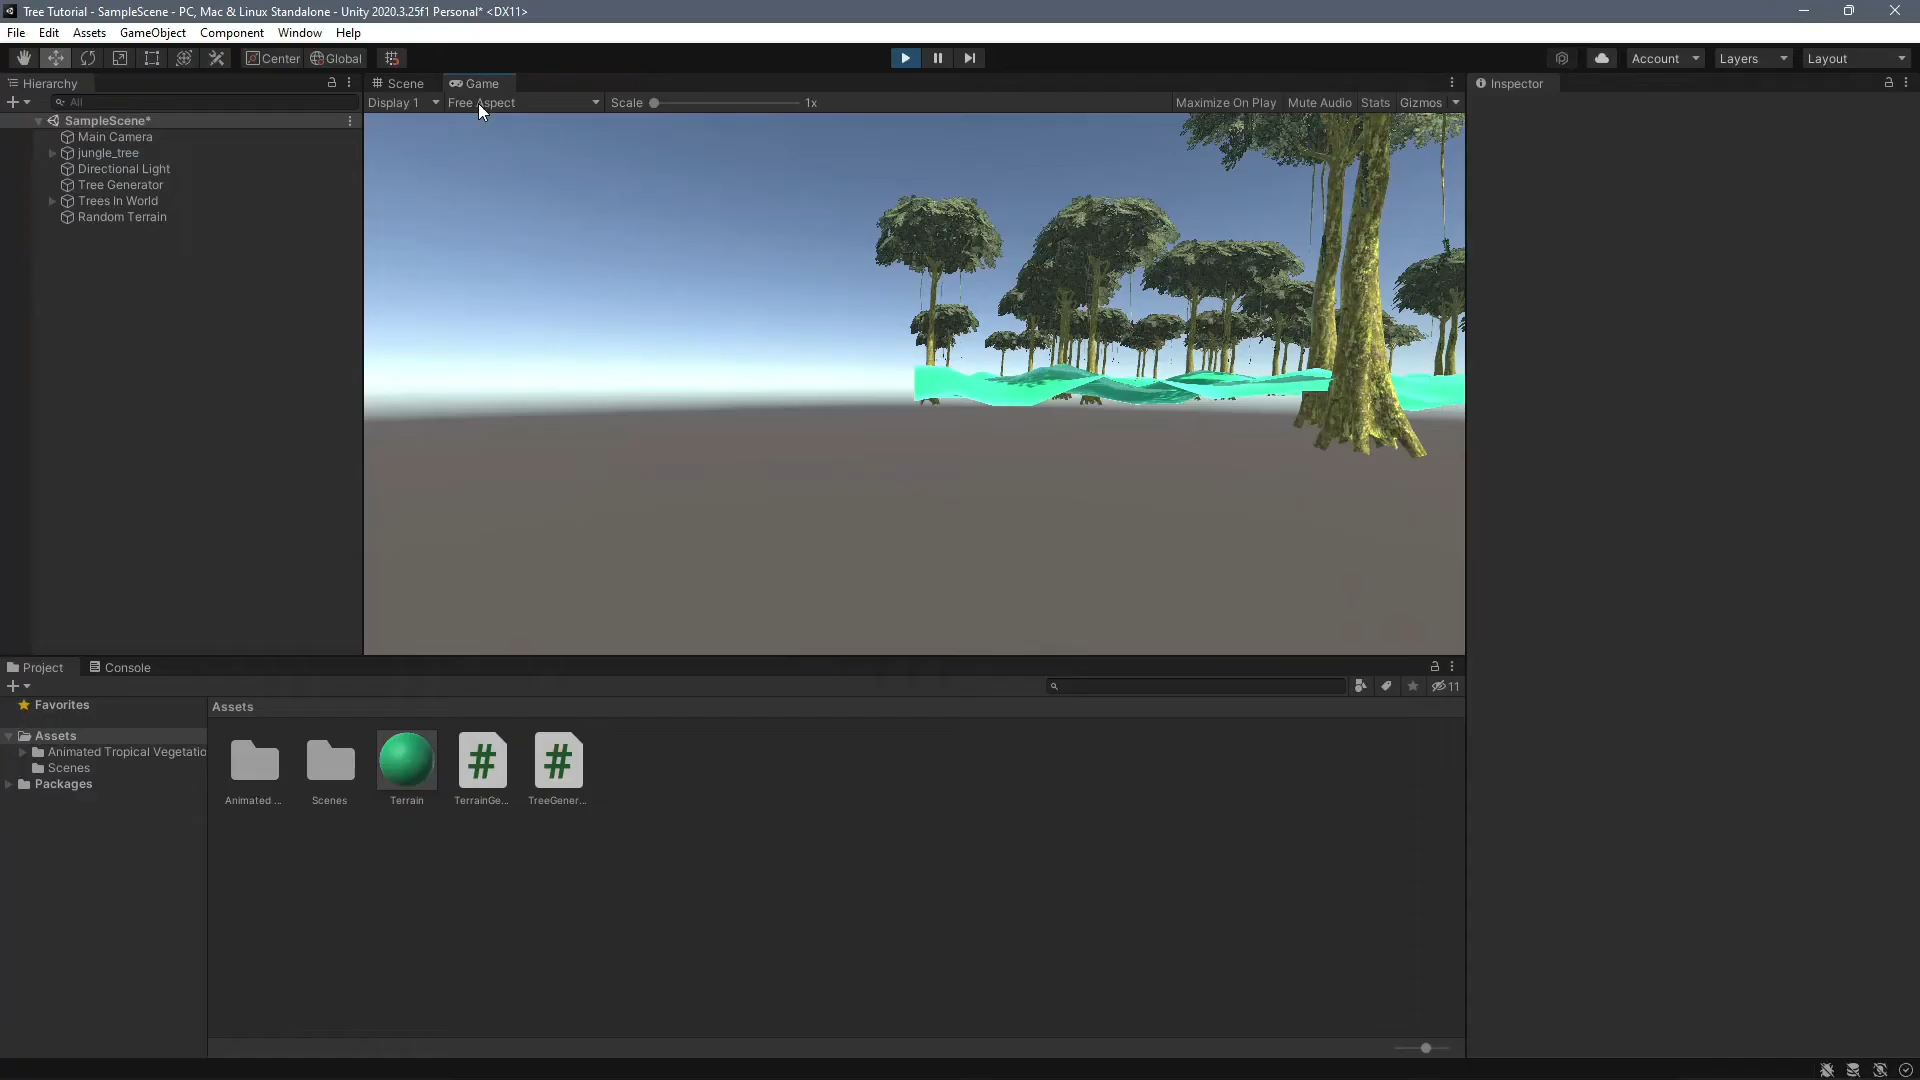 Tree Tutorial - SampleScene - PC, Mac & Linux Standalone - Unity 2020.3.25f1 Personal* <DX11>
File Edit Assets GameObject Component Window Help
Center Global Account Layers Layout
Hierarchy Scene Game Inspector
All Display 1 Free Aspect Scale 1x Maximize On Play Mute Audio Stats Gizmos
SampleScene*
Main Camera
jungle_tree
Directional Light
Tree Generator
Trees In World
Random Terrain
Project Console
11
Favorites
Assets
Assets
Animated Tropical Vegetatio
Scenes
Packages
Animated ... Scenes Terrain TerrainGe... TreeGener...